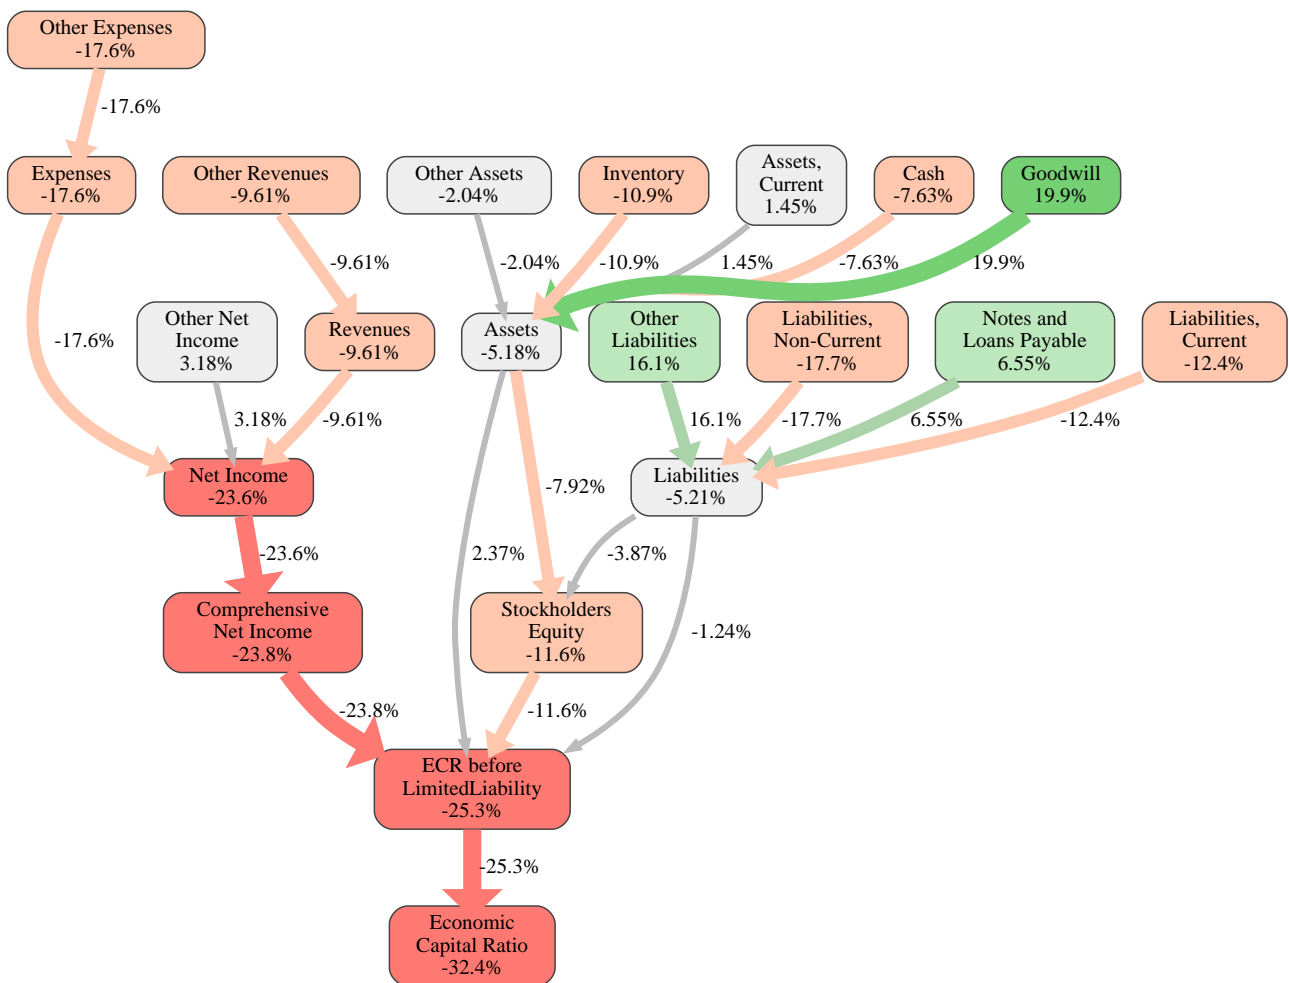 Other Expenses
-17.6%
-17.6%
Expenses
-17.6%
Other Revenues
-9.61%
Other Assets
-2.04%
Inventory
-10.9%
Assets,
Current
1.45%
Cash
-7.63%
Goodwill
19.9%
-9.61%
-2.04%
-10.9%
1.45%
-7.63%
19.9%
-17.6%
Other Net
Income
3.18%
Revenues
-9.61%
Assets
-5.18%
Other
Liabilities
16.1%
Liabilities,
Non-Current
-17.7%
Notes and
Loans Payable
6.55%
Liabilities,
Current
-12.4%
3.18%
-9.61%
16.1%
-17.7%
6.55%
-12.4%
Net Income
-23.6%
-7.92%
Liabilities
-5.21%
-23.6%
2.37%
-3.87%
-1.24%
Comprehensive
Net Income
-23.8%
Stockholders
Equity
-11.6%
-23.8%
-11.6%
ECR before
LimitedLiability
-25.3%
-25.3%
Economic
Capital Ratio
-32.4%